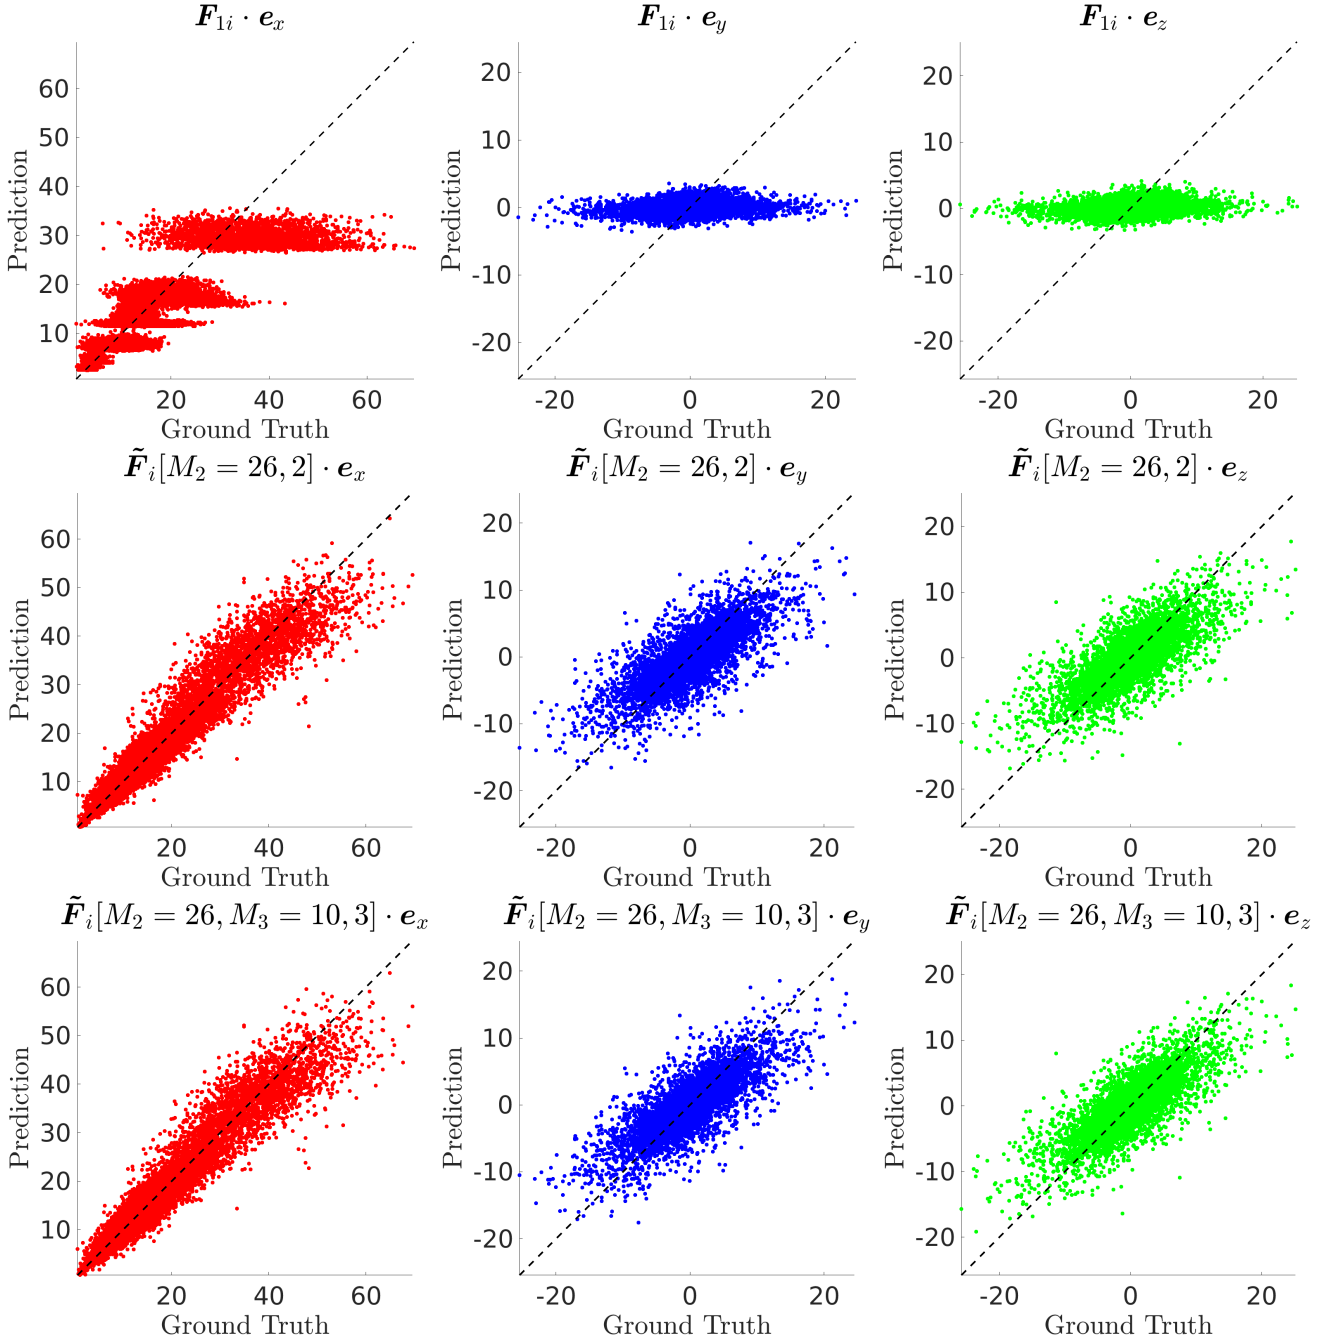 𝑭₁ᵢ · 𝒆ₓ
60
50
40
30
20
10
Prediction
20 40 60
Ground Truth
𝑭₁ᵢ · 𝒆_y
20
10
0
-10
-20
Prediction
-20 0 20
Ground Truth
𝑭₁ᵢ · 𝒆_z
20
10
0
-10
-20
Prediction
-20 0 20
Ground Truth
𝑭̃ᵢ[M₂ = 26, 2] · 𝒆ₓ
60
50
40
30
20
10
Prediction
20 40 60
Ground Truth
𝑭̃ᵢ[M₂ = 26, 2] · 𝒆_y
20
10
0
-10
-20
Prediction
-20 0 20
Ground Truth
𝑭̃ᵢ[M₂ = 26, 2] · 𝒆_z
20
10
0
-10
-20
Prediction
-20 0 20
Ground Truth
𝑭̃ᵢ[M₂ = 26, M₃ = 10, 3] · 𝒆ₓ
60
50
40
30
20
10
Prediction
20 40 60
Ground Truth
𝑭̃ᵢ[M₂ = 26, M₃ = 10, 3] · 𝒆_y
20
10
0
-10
-20
Prediction
-20 0 20
Ground Truth
𝑭̃ᵢ[M₂ = 26, M₃ = 10, 3] · 𝒆_z
20
10
0
-10
-20
Prediction
-20 0 20
Ground Truth